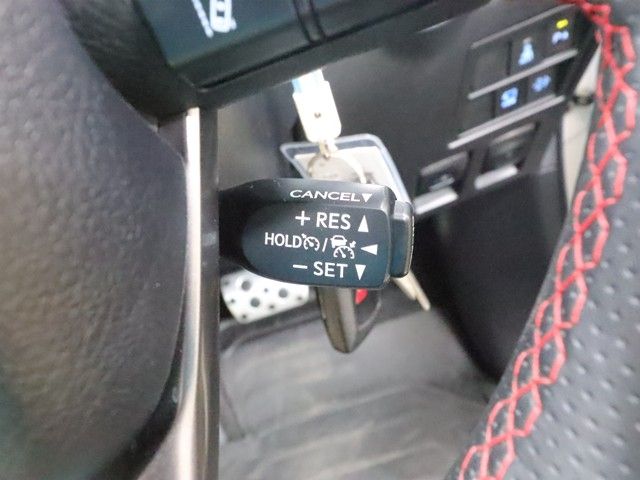 CANCEL▼
+ RES ▲
HOLD / ◀
− SET ▼